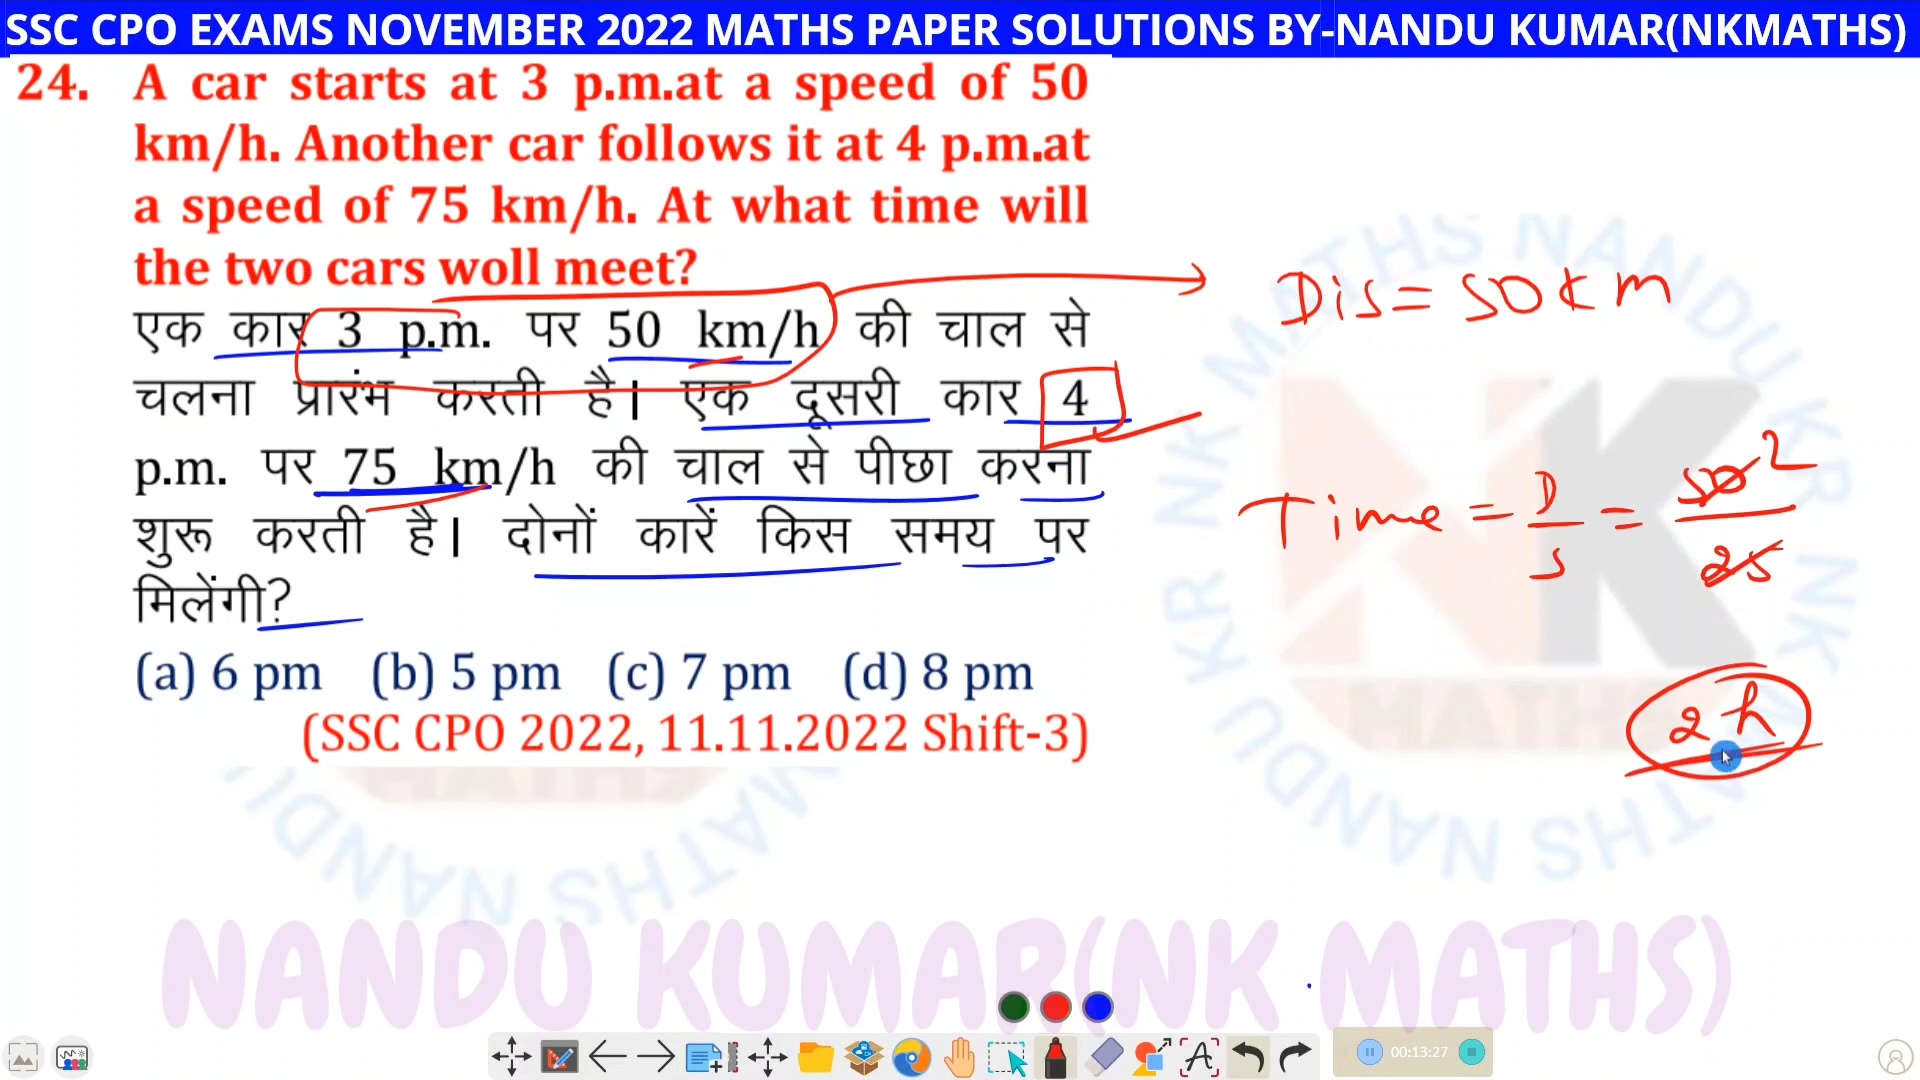 SSC CPO EXAMS NOVEMBER 2022 MATHS PAPER SOLUTIONS BY-NANDU KUMAR(NKMATHS)
24. A car starts at 3 p.m.at a speed of 50
km/h. Another car follows it at 4 p.m.at
a speed of 75 km/h. At what time will
the two cars woll meet?
एक कार 3 p.m. पर 50 km/h की चाल से
चलना प्रारंभ करती है। एक दूसरी कार 4
p.m. पर 75 km/h की चाल से पीछा करना
शुरू करती है। दोनों कारें किस समय पर
मिलेंगी?
(a) 6 pm (b) 5 pm (c) 7 pm (d) 8 pm
(SSC CPO 2022, 11.11.2022 Shift-3)
Dis = 50 km
Time = D/s = 50/25 2
2 h
NK
MATHS
NANDU KUMAR(NK MATHS)
00:13:27